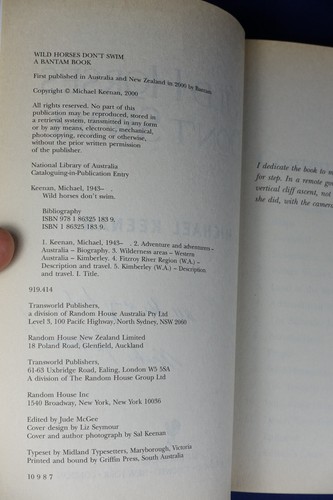 WILD HORSES DON'T SWIM
A BANTAM BOOK
First published in Australia and New Zealand in 2000 by Bantam
Copyright © Michael Keenan, 2000
All rights reserved. No part of this
publication may be reproduced, stored in
a retrieval system, transmitted in any form
or by any means, electronic, mechanical,
photocopying, recording or otherwise,
without the prior written permission
of the publisher.
National Library of Australia
Cataloguing-in-Publication Entry
Keenan, Michael, 1943– .
Wild horses don't swim.
Bibliography
ISBN 978 1 86325 183 9.
ISBN 1 86325 183 9.
1. Keenan, Michael, 1943– . 2. Adventure and adventurers –
Australia – Biography. 3. Wilderness areas – Western
Australia – Kimberley. 4. Fitzroy River Region (W.A.) –
Description and travel. 5. Kimberley (W.A.) – Description
and travel. I. Title.
919.414
Transworld Publishers,
a division of Random House Australia Pty Ltd
Level 3, 100 Pacific Highway, North Sydney, NSW 2060
Random House New Zealand Limited
18 Poland Road, Glenfield, Auckland
Transworld Publishers,
61-63 Uxbridge Road, Ealing, London W5 5SA
A division of The Random House Group Ltd
Random House Inc
1540 Broadway, New York, New York 10036
Edited by Jude McGee
Cover design by Liz Seymour
Cover and author photograph by Sal Keenan
Typeset by Midland Typesetters, Maryborough, Victoria
Printed and bound by Griffin Press, South Australia
10 9 8 7
I dedicate the book to m
for step. In a remote
vertical cliff ascent, not
she did, with the camera